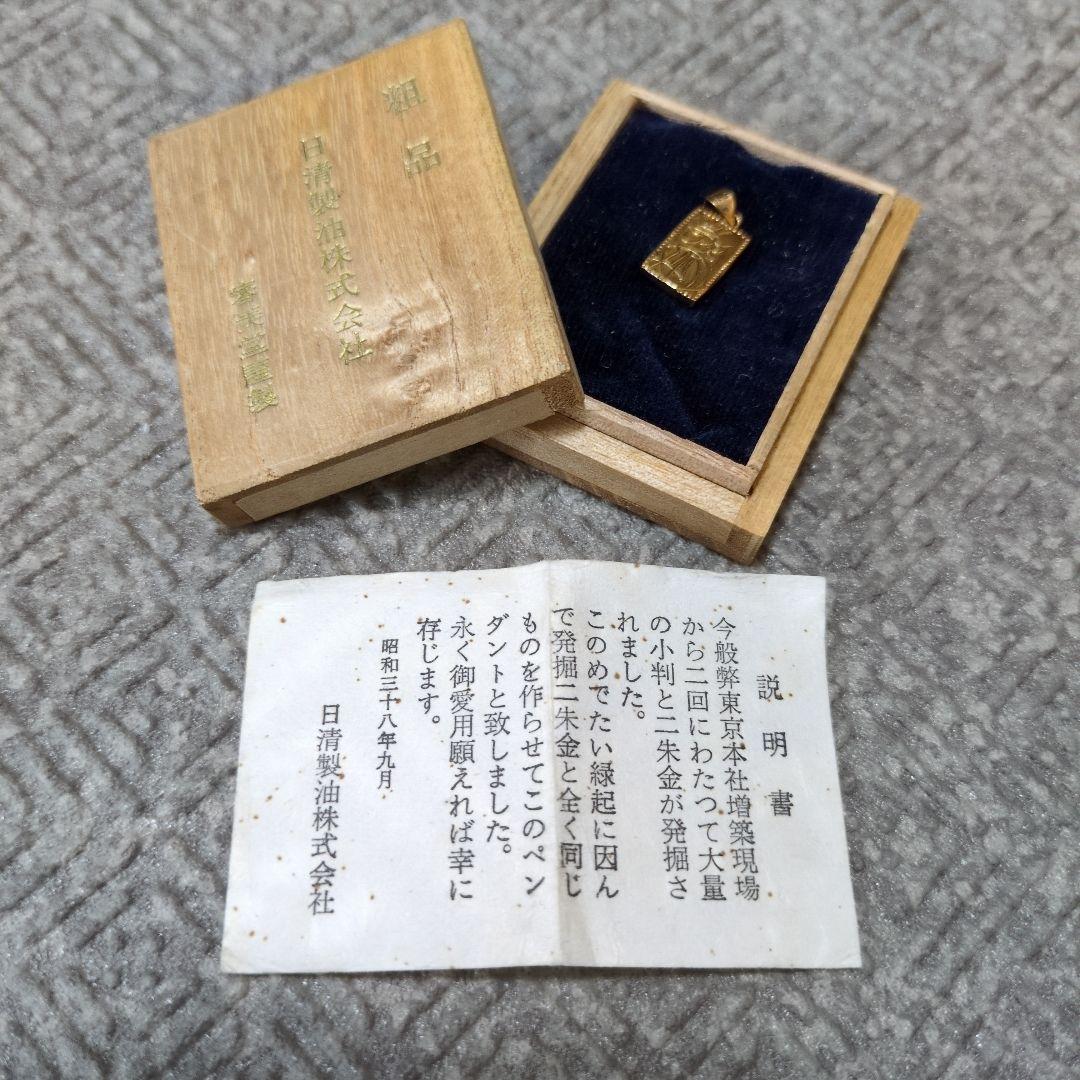 粗品
日清製油株式会社
説明書
今般弊東京本社増築現場
から二回にわたつて大量
の小判と二朱金が発掘さ
れました。
このめでたい縁起に因ん
で発掘二朱金と全く同じ
ものを作らせてこのペン
ダントと致しました。
永く御愛用願えれば幸に
存じます。
昭和三十八年九月
日清製油株式会社